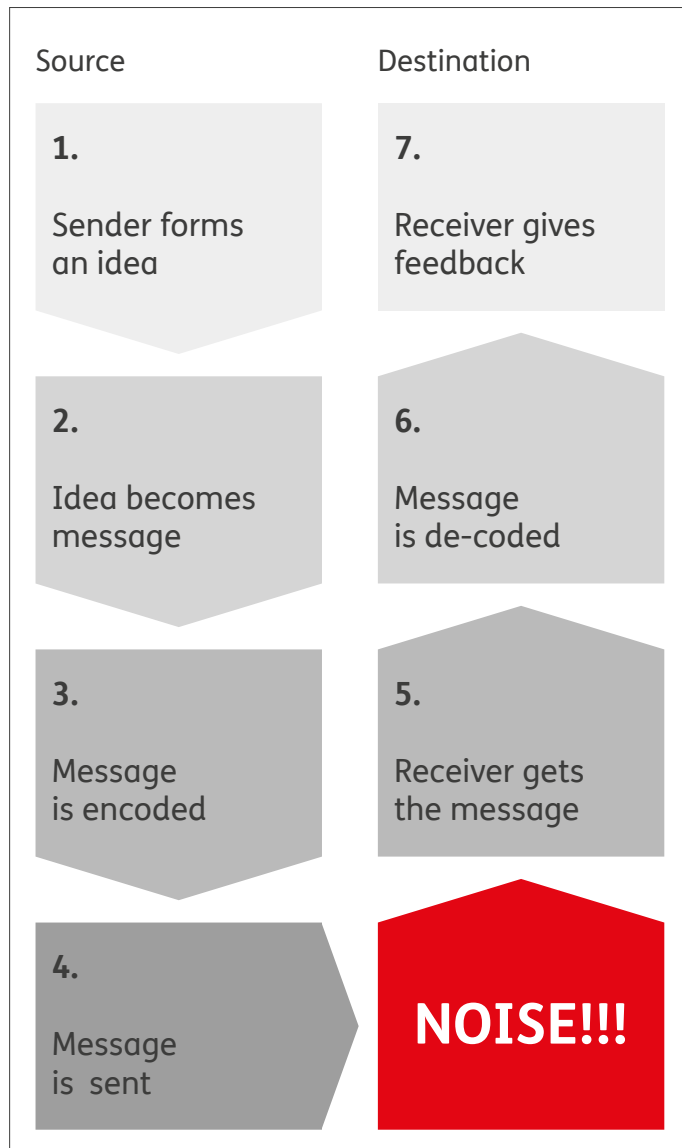 Source
1.
Sender forms
an idea
2.
Idea becomes
message
3.
Message
is encoded
4.
Message
is  sent
Destination
7.
Receiver gives
feedback
6.
Message
is de-coded
5.
Receiver gets
the message
NOISE!!!